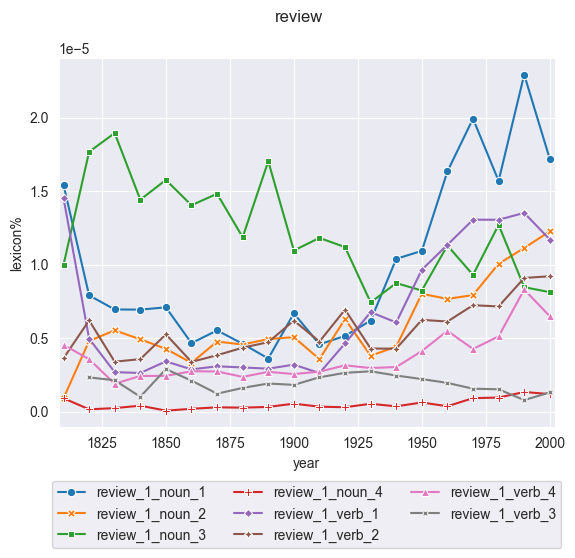 review
1e−5
2.0
1.5
1.0
0.5
0.0
lexicon%
1825 1850 1875 1900 1925 1950 1975 2000
year
review_1_noun_1 review_1_noun_4 review_1_verb_4
review_1_noun_2 review_1_verb_1 review_1_verb_3
review_1_noun_3 review_1_verb_2